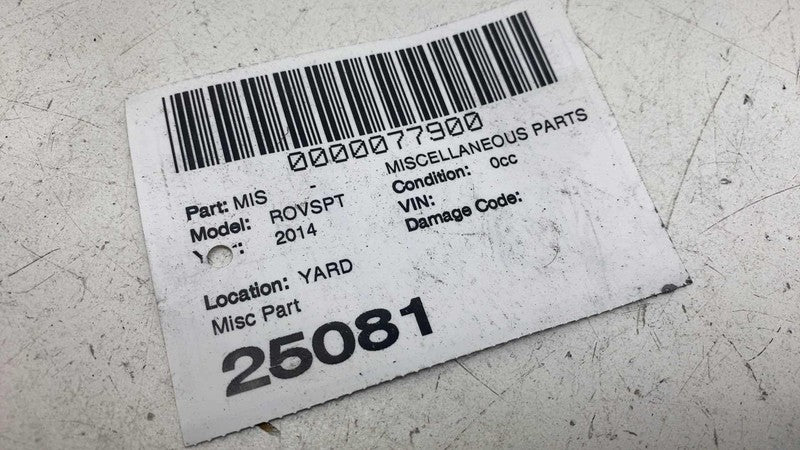 0000077900
Part: MIS - MISCELLANEOUS PARTS
Model: ROVSPT Condition: 0cc
2014 VIN:
Damage Code:
Location: YARD
Misc Part
25081